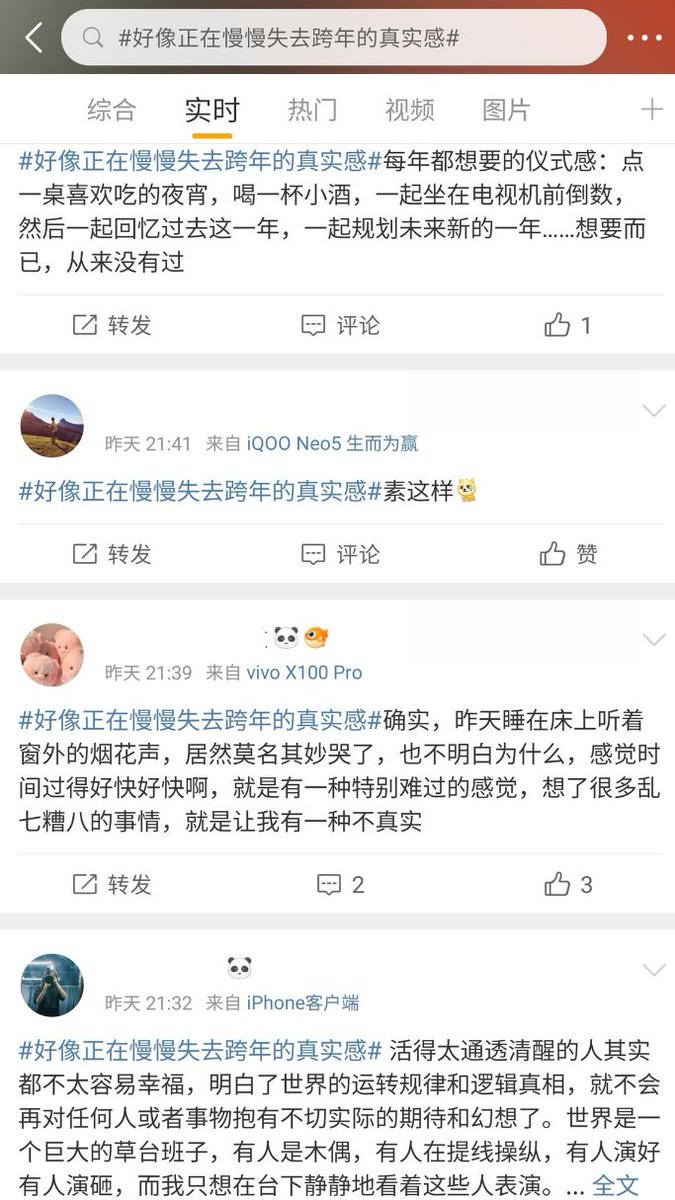 #好像正在慢慢失去跨年的真实感#
综合 实时 热门 视频 图片
#好像正在慢慢失去跨年的真实感#每年都想要的仪式感：点
一桌喜欢吃的夜宵，喝一杯小酒，一起坐在电视机前倒数，
然后一起回忆过去这一年，一起规划未来新的一年……想要而
已，从来没有过
转发 评论 1
昨天 21:41 来自 iQOO Neo5 生而为赢
#好像正在慢慢失去跨年的真实感#素这样
转发 评论 赞
昨天 21:39 来自 vivo X100 Pro
#好像正在慢慢失去跨年的真实感#确实，昨天睡在床上听着
窗外的烟花声，居然莫名其妙哭了，也不明白为什么，感觉时
间过得好快好快啊，就是有一种特别难过的感觉，想了很多乱
七糟八的事情，就是让我有一种不真实
转发 2 3
昨天 21:32 来自 iPhone客户端
#好像正在慢慢失去跨年的真实感# 活得太通透清醒的人其实
都不太容易幸福，明白了世界的运转规律和逻辑真相，就不会
再对任何人或者事物抱有不切实际的期待和幻想了。世界是一
个巨大的草台班子，有人是木偶，有人在提线操纵，有人演好
有人演砸，而我只想在台下静静地看着这些人表演。... 全文